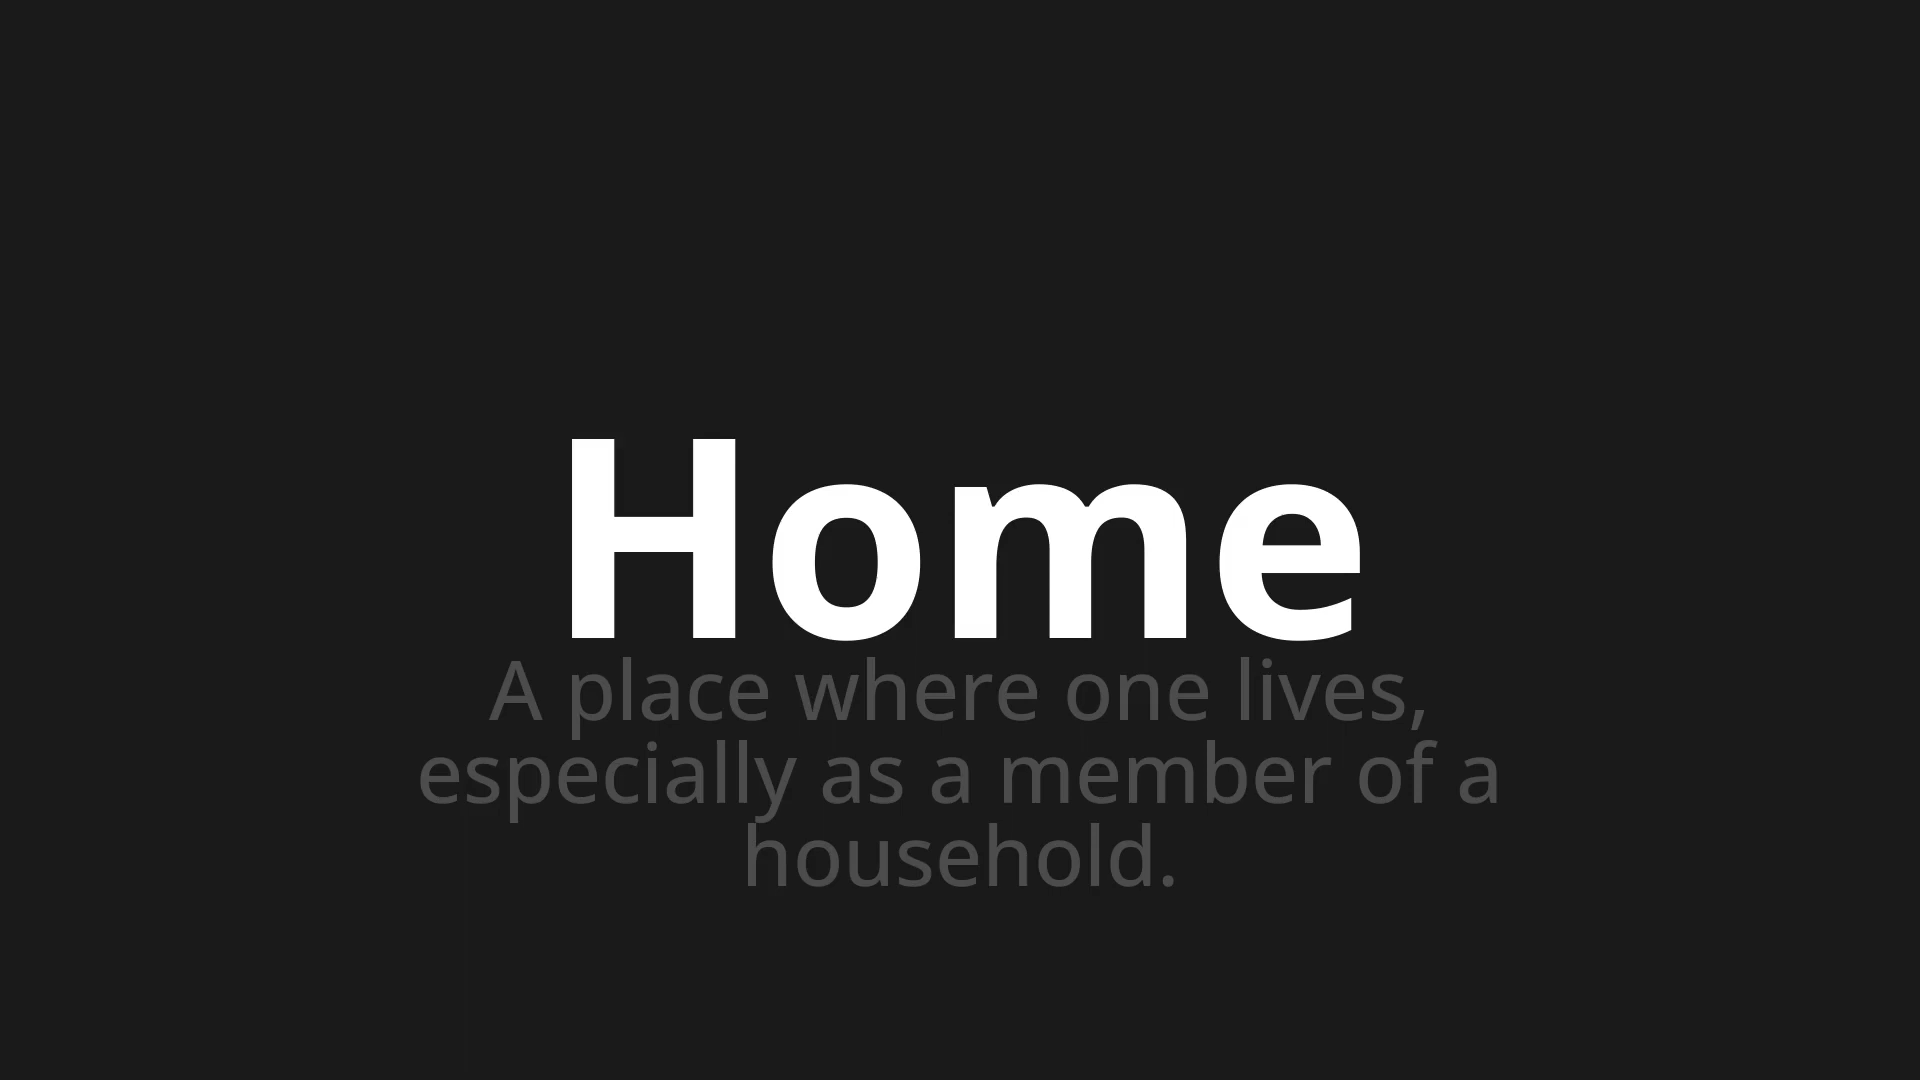 Home
A place where one lives,
especially as a member of a
household.